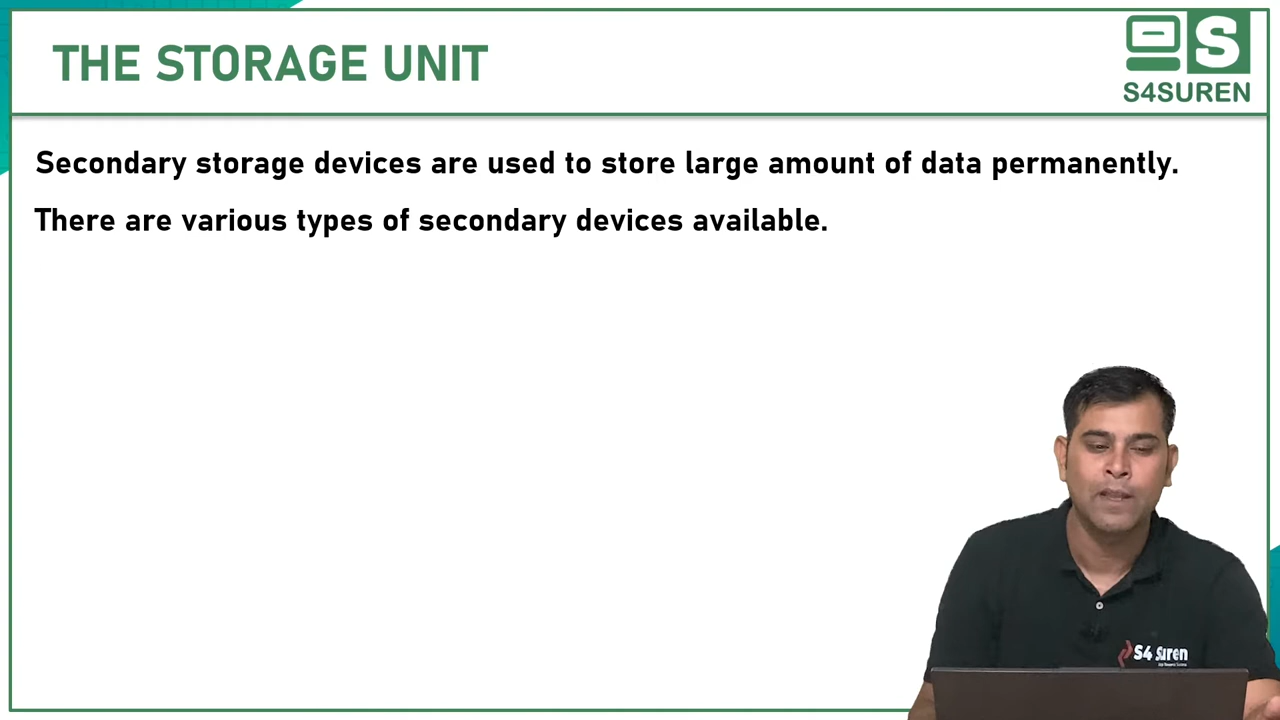 THE STORAGE UNIT
S4SUREN
Secondary storage devices are used to store large amount of data permanently.
There are various types of secondary devices available.
S4 Suren